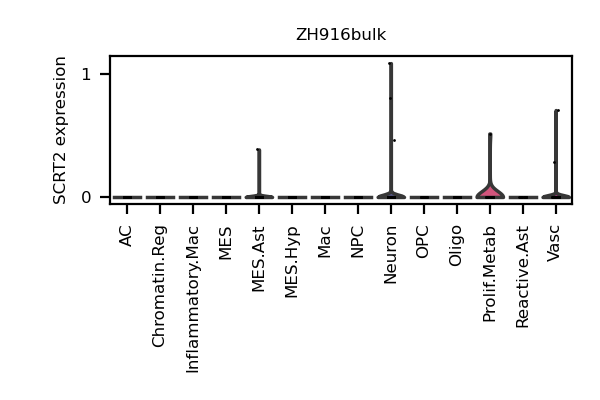 ZH916bulk
SCRT2 expression
1
0
AC
Chromatin.Reg
Inflammatory.Mac
MES
MES.Ast
MES.Hyp
Mac
NPC
Neuron
OPC
Oligo
Prolif.Metab
Reactive.Ast
Vasc